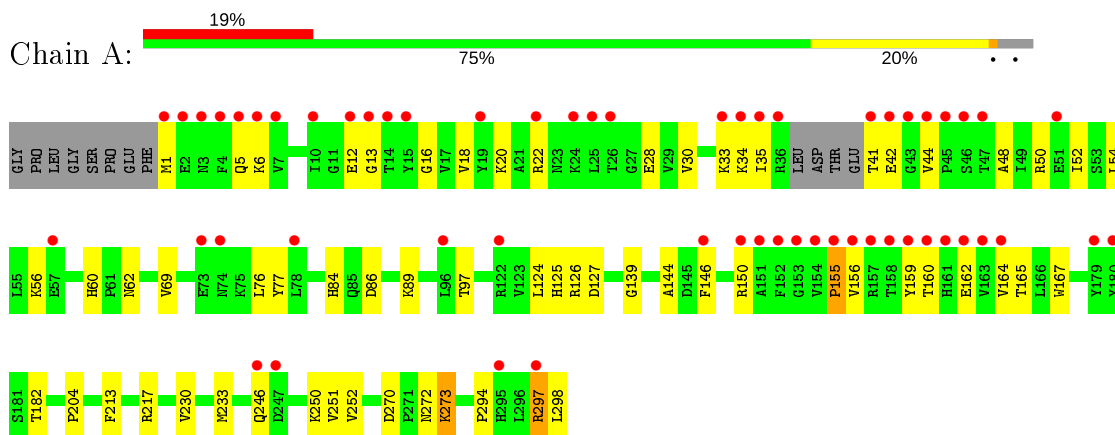 19%
Chain A:
75% 20% • •
GLY PRO LEU GLY SER PRO GLU PHE M1 E2 N3 F4 Q5 K6 V7 I10 G11 E12 G13 T14 Y15 G16 V17 V18 Y19 K20 A21 R22 N23 K24 L25 T26 G27 E28 V29 V30 K33 K34 I35 R36 LEU ASP THR GLU T41 E42 G43 V44 P45 S46 T47 A48 I49 R50 E51 I52 S53 L54
L55 K56 E57 H60 P61 N62 V69 E73 N74 K75 L76 Y77 L78 H84 Q85 D86 K89 L96 T97 R122 V123 L124 H125 R126 D127 G139 A144 D145 F146 R150 A151 F152 G153 V154 P155 V156 R157 T158 Y159 T160 H161 E162 V163 V164 T165 L166 W167 Y179 Y180
S181 T182 P204 F213 R217 V230 M233 Q246 D247 K250 V251 V252 D270 P271 N272 K273 P294 H295 L296 R297 L298